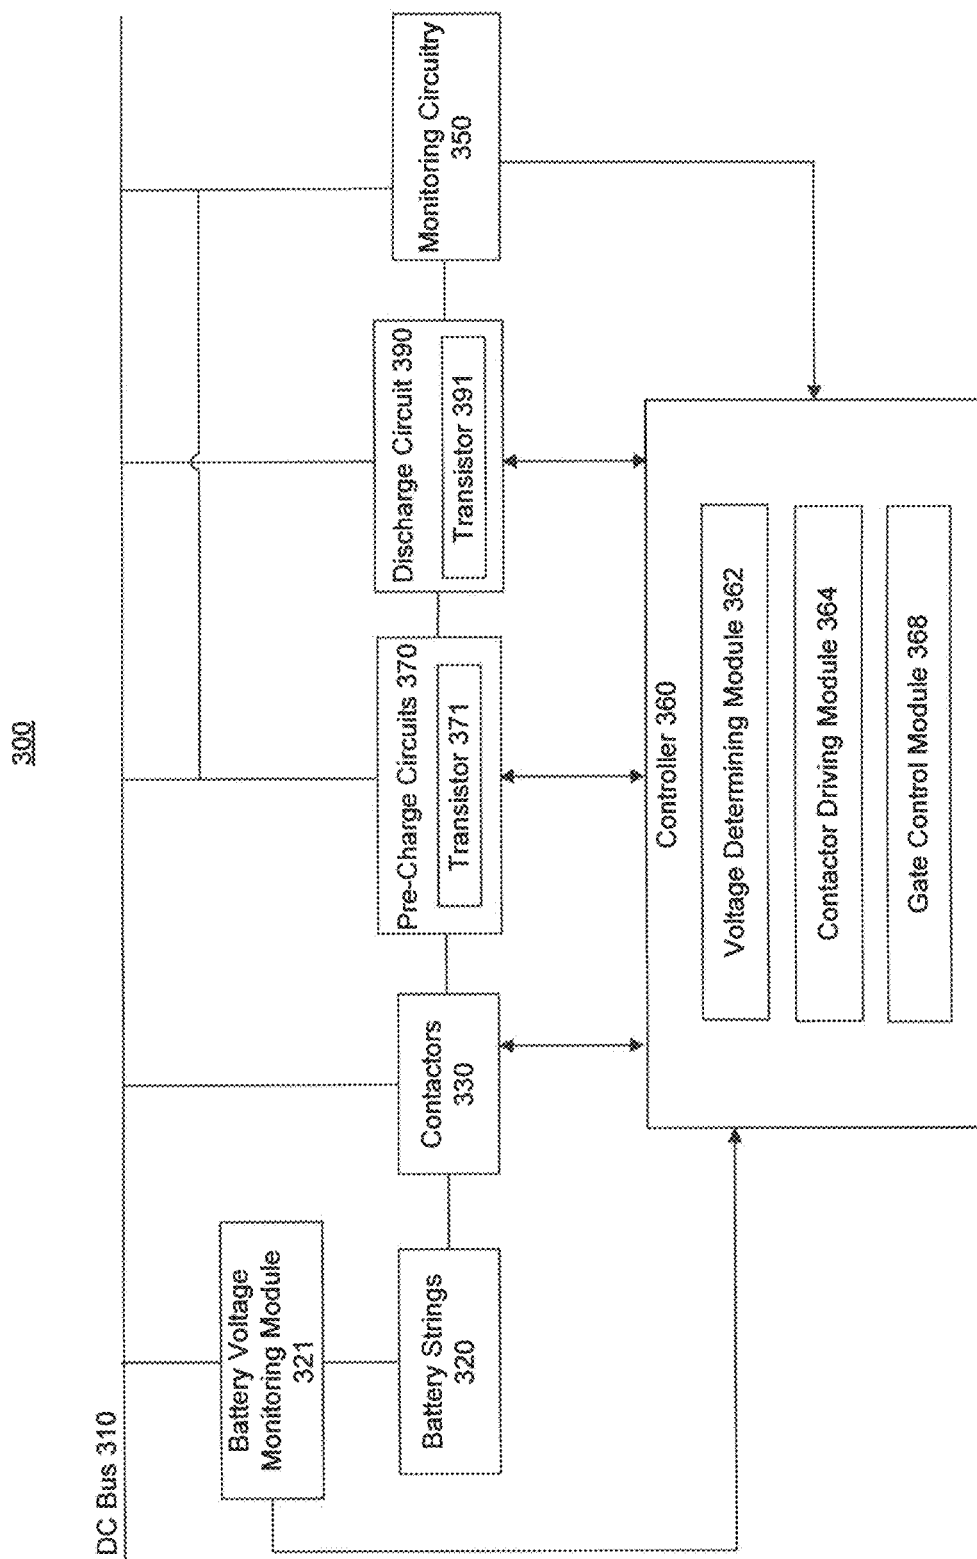 300
DC Bus 310
Battery Voltage
Monitoring Module
321
Battery Strings
320
Contactors
330
Pre-Charge Circuits 370
Transistor 371
Discharge Circuit 390
Transistor 391
Monitoring Circuitry
350
Controller 360
Voltage Determining Module 362
Contactor Driving Module 364
Gate Control Module 368